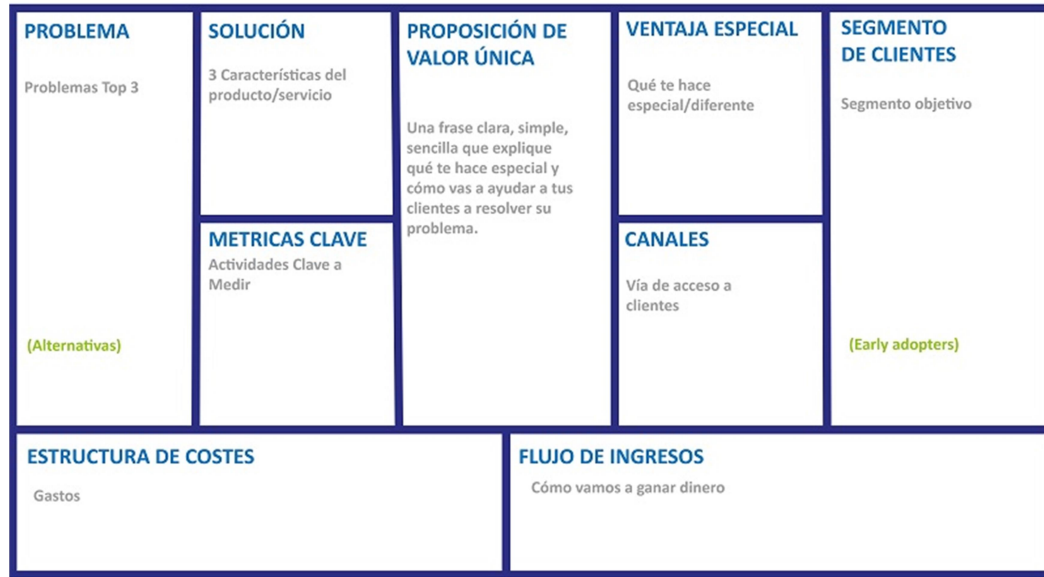 PROBLEMA
Problemas Top 3
(Alternativas)
SOLUCIÓN
3 Características del
producto/servicio
METRICAS CLAVE
Actividades Clave a
Medir
PROPOSICIÓN DE
VALOR ÚNICA
Una frase clara, simple,
sencilla que explique
qué te hace especial y
cómo vas a ayudar a tus
clientes a resolver su
problema.
VENTAJA ESPECIAL
Qué te hace
especial/diferente
CANALES
Vía de acceso a
clientes
SEGMENTO
DE CLIENTES
Segmento objetivo
(Early adopters)
ESTRUCTURA DE COSTES
Gastos
FLUJO DE INGRESOS
Cómo vamos a ganar dinero